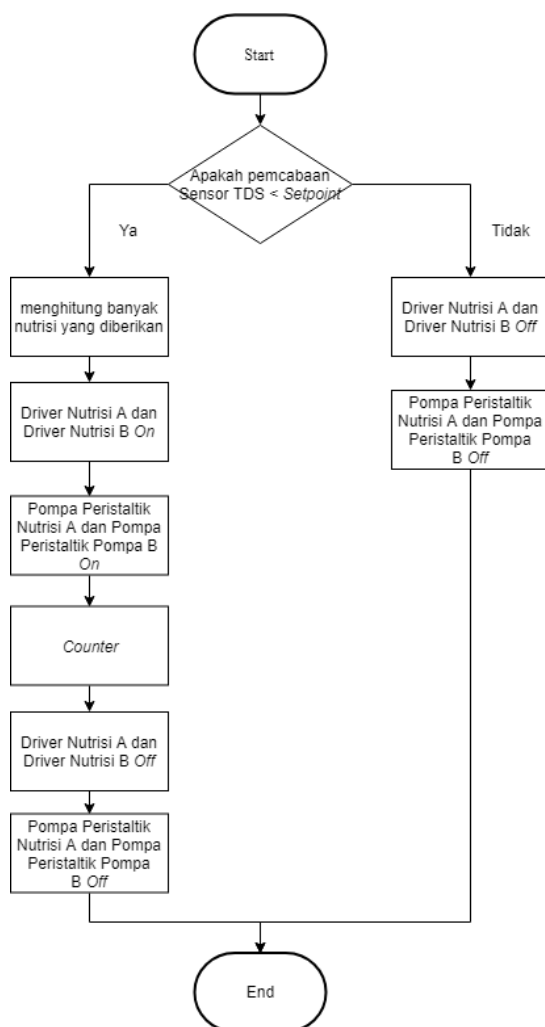 Start
Apakah pemcabaan
Sensor TDS < Setpoint
Ya
Tidak
menghitung banyak
nutrisi yang diberikan
Driver Nutrisi A dan
Driver Nutrisi B On
Pompa Peristaltik
Nutrisi A dan Pompa
Peristaltik Pompa B
On
Counter
Driver Nutrisi A dan
Driver Nutrisi B Off
Pompa Peristaltik
Nutrisi A dan Pompa
Peristaltik Pompa
B Off
Driver Nutrisi A dan
Driver Nutrisi B Off
Pompa Peristaltik
Nutrisi A dan Pompa
Peristaltik Pompa
B Off
End